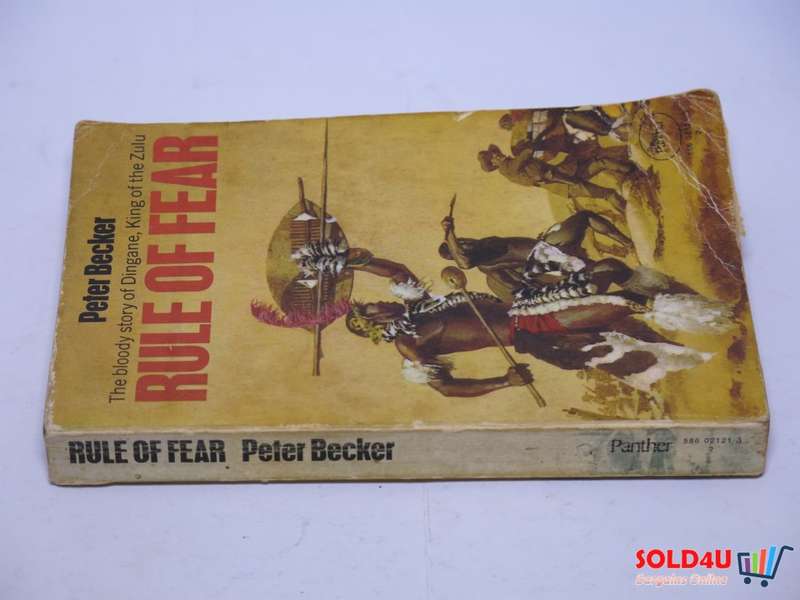 Peter Becker
The bloody story of Dingane, King of the Zulu
RULE OF FEAR
RULE OF FEAR Peter Becker
Panther 586 02121 3
SOLD4U
Bargains Online